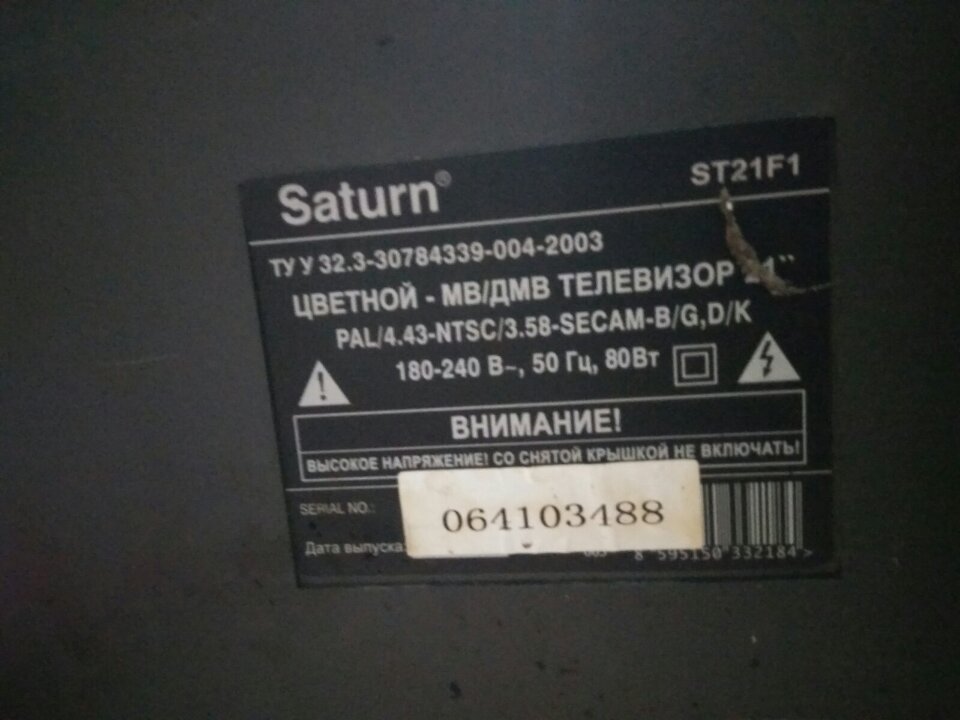 Saturn® ST21F1
ТУ У 32.3-30784339-004-2003
ЦВЕТНОЙ - МВ/ДМВ ТЕЛЕВИЗОР
PAL/4.43-NTSC/3.58-SECAM-B/G,D/K
180-240 В~, 50 Гц, 80Вт
ВНИМАНИЕ!
ВЫСОКОЕ НАПРЯЖЕНИЕ! СО СНЯТОЙ КРЫШКОЙ НЕ ВКЛЮЧАТЬ!
SERIAL NO.:
064103488
Дата выпуска:
8 595150 332184 >